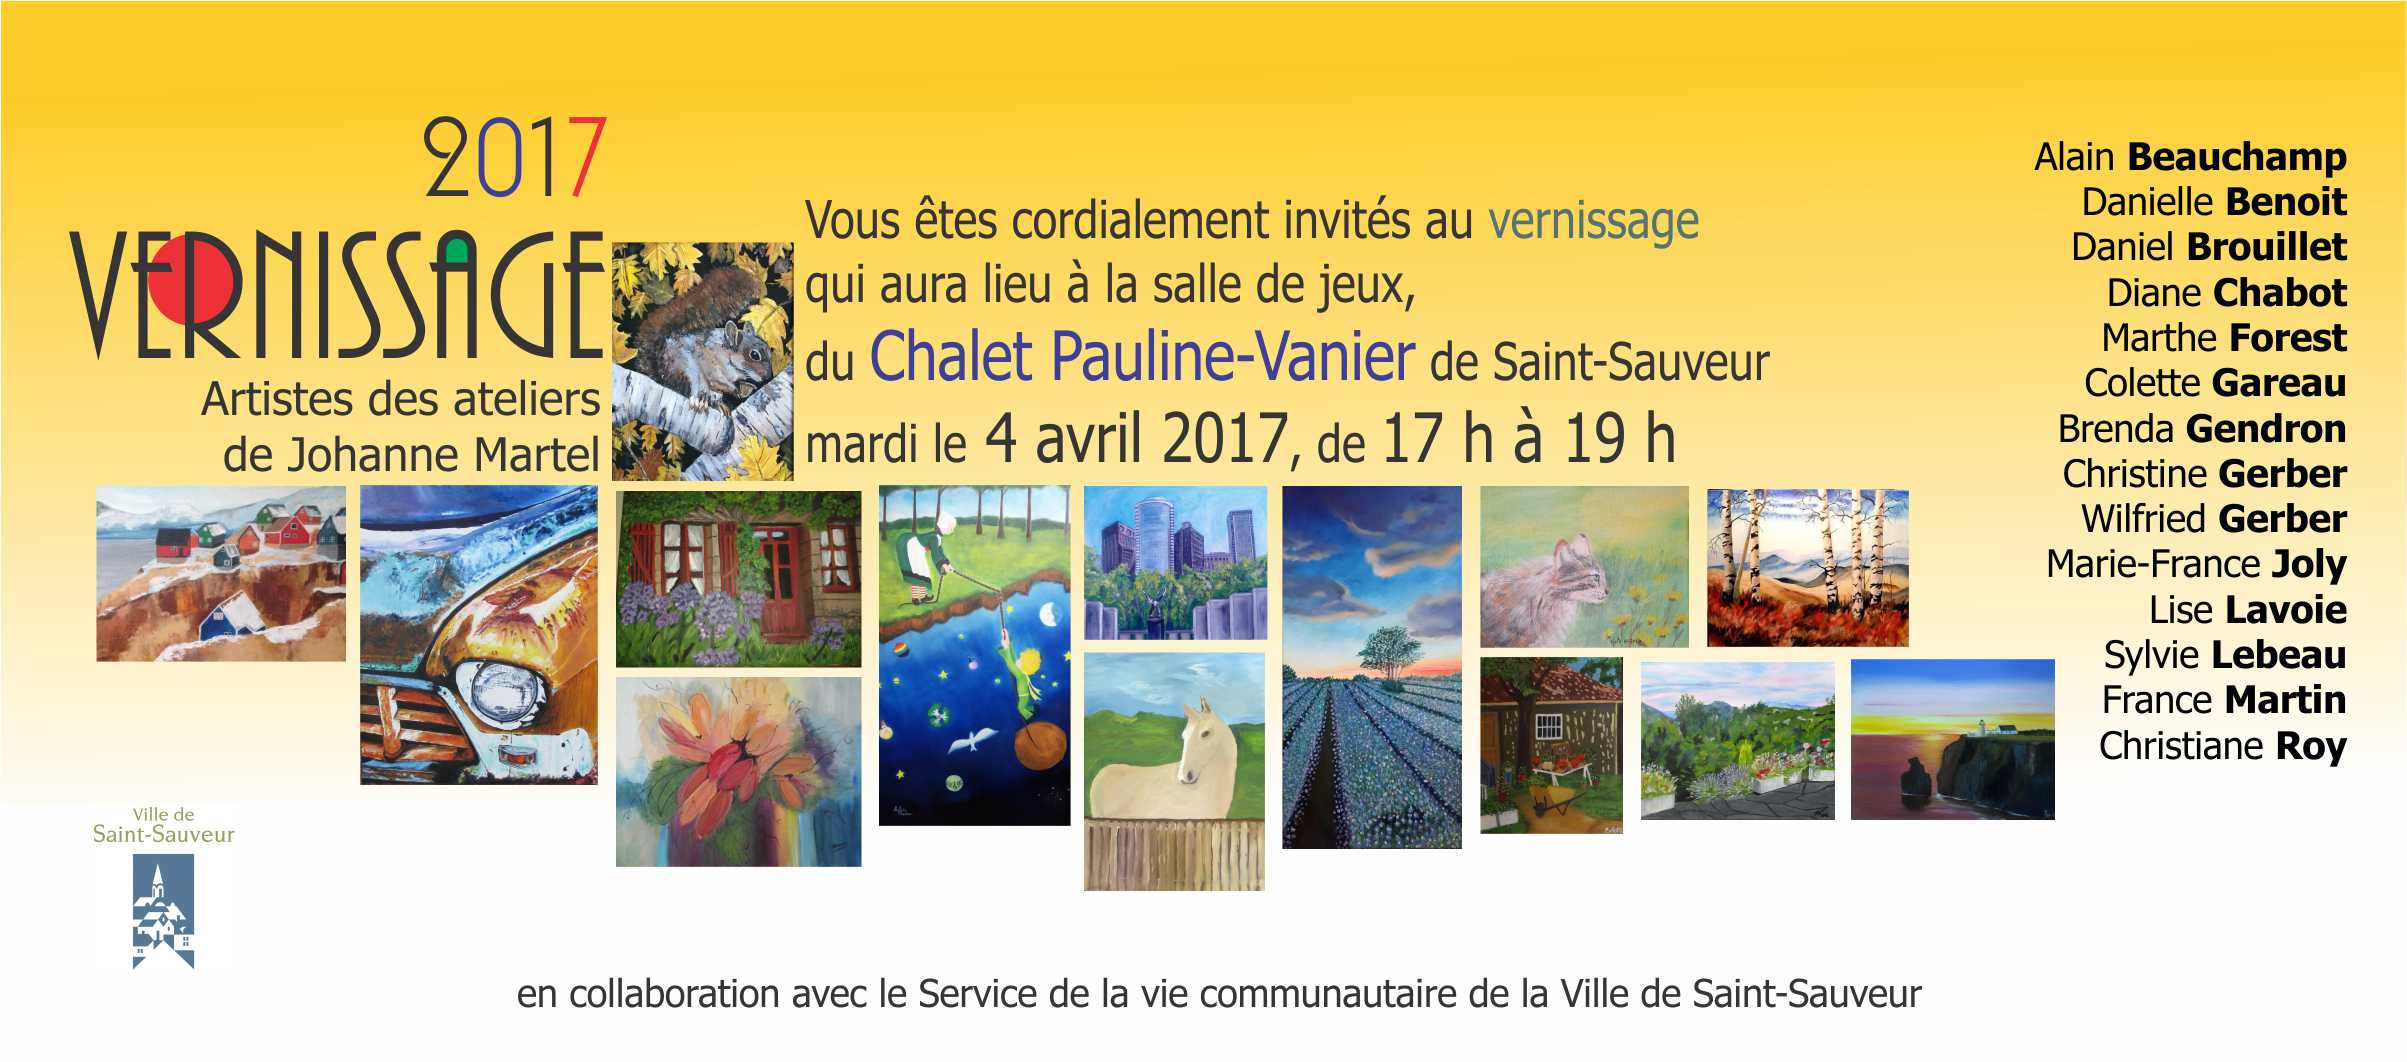 2017
VERNISSAGE
Artistes des ateliers
de Johanne Martel
Vous êtes cordialement invités au vernissage
qui aura lieu à la salle de jeux,
du Chalet Pauline-Vanier de Saint-Sauveur
mardi le 4 avril 2017, de 17 h à 19 h
Alain Beauchamp
Danielle Benoit
Daniel Brouillet
Diane Chabot
Marthe Forest
Colette Gareau
Brenda Gendron
Christine Gerber
Wilfried Gerber
Marie-France Joly
Lise Lavoie
Sylvie Lebeau
France Martin
Christiane Roy
Ville de
Saint-Sauveur
en collaboration avec le Service de la vie communautaire de la Ville de Saint-Sauveur